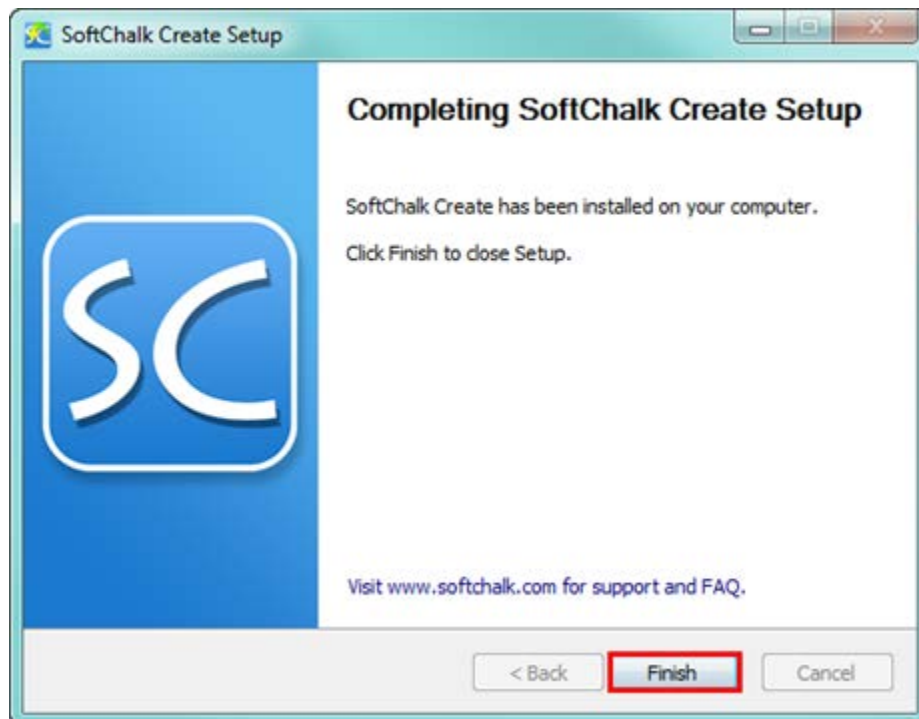 SoftChalk Create Setup
Completing SoftChalk Create Setup
SoftChalk Create has been installed on your computer.
Click Finish to close Setup.
SC
Visit www.softchalk.com for support and FAQ.
< Back Finish Cancel